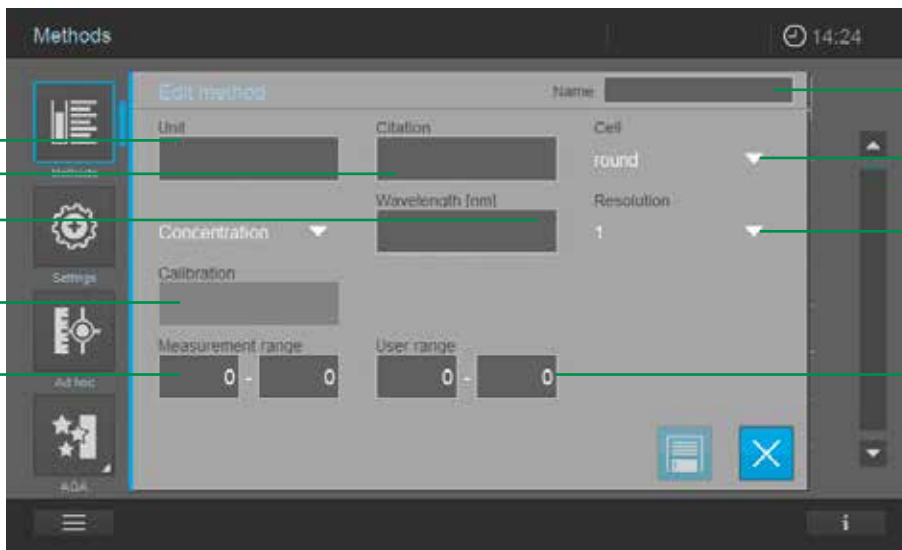 Methods 14:24
Edit method Name
Unit Citation Cell
round
Methods
Wavelength [nm] Resolution
Concentration 1
Settings Calibration
Measurement range User range
0 - 0 0 - 0
Ad hoc
AQA
i